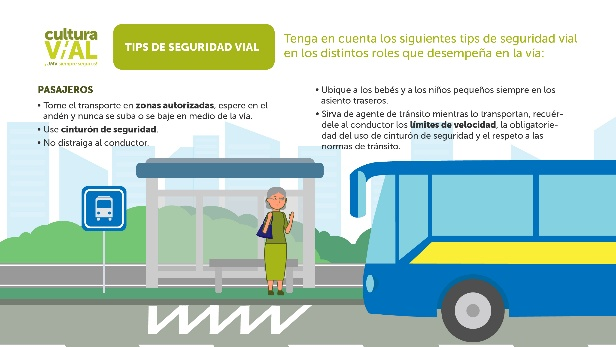 cultura
VIAL
TIPS DE SEGURIDAD VIAL
Tenga en cuenta los siguientes tips de seguridad vial
en los distintos roles que desempeña en la vía:
PASAJEROS
• Tome el transporte en zonas autorizadas, espere en el
andén y nunca se suba o se baje en medio de la vía.
• Use cinturón de seguridad.
• No distraiga al conductor.
• Ubique a los bebés y a los niños pequeños siempre en los
asiento traseros.
• Sirva de agente de tránsito mientras lo transportan, recuér-
dele al conductor los límites de velocidad, la obligatorie-
dad del uso de cinturón de seguridad y el respeto a las
normas de tránsito.